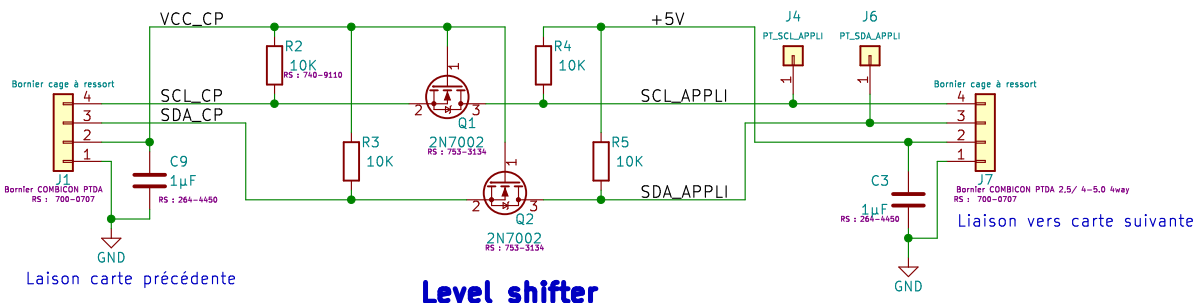 VCC_CP
+5V
J4
J6
PT_SCL_APPLI
PT_SDA_APPLI
R2
10K
RS : 740-9110
R4
10K
Bornier cage à ressort
Bornier cage à ressort
1
1
1
4
SCL_CP
2
3
SCL_APPLI
4
3
SDA_CP
Q1
3
2
2N7002
RS : 753-3134
2
1
R3
10K
R5
10K
1
1
J1
C9
1µF
RS : 264-4450
Bornier COMBICON PTDA
RS : 700-0707
2
3
SDA_APPLI
Q2
2N7002
RS : 753-3134
C3
1µF
RS : 264-4450
J7
Bornier COMBICON PTDA 2,5/ 4-5.0 4way
RS : 700-0707
Liaison vers carte suivante
GND
GND
Laison carte précédente
Level shifter